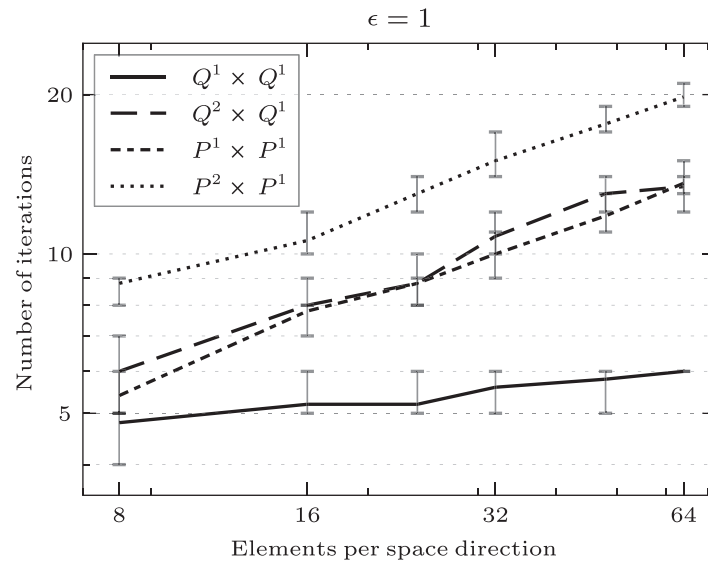 ϵ = 1
Q¹ × Q¹
Q² × Q¹
P¹ × P¹
P² × P¹
Number of iterations
20
10
5
8 16 32 64
Elements per space direction